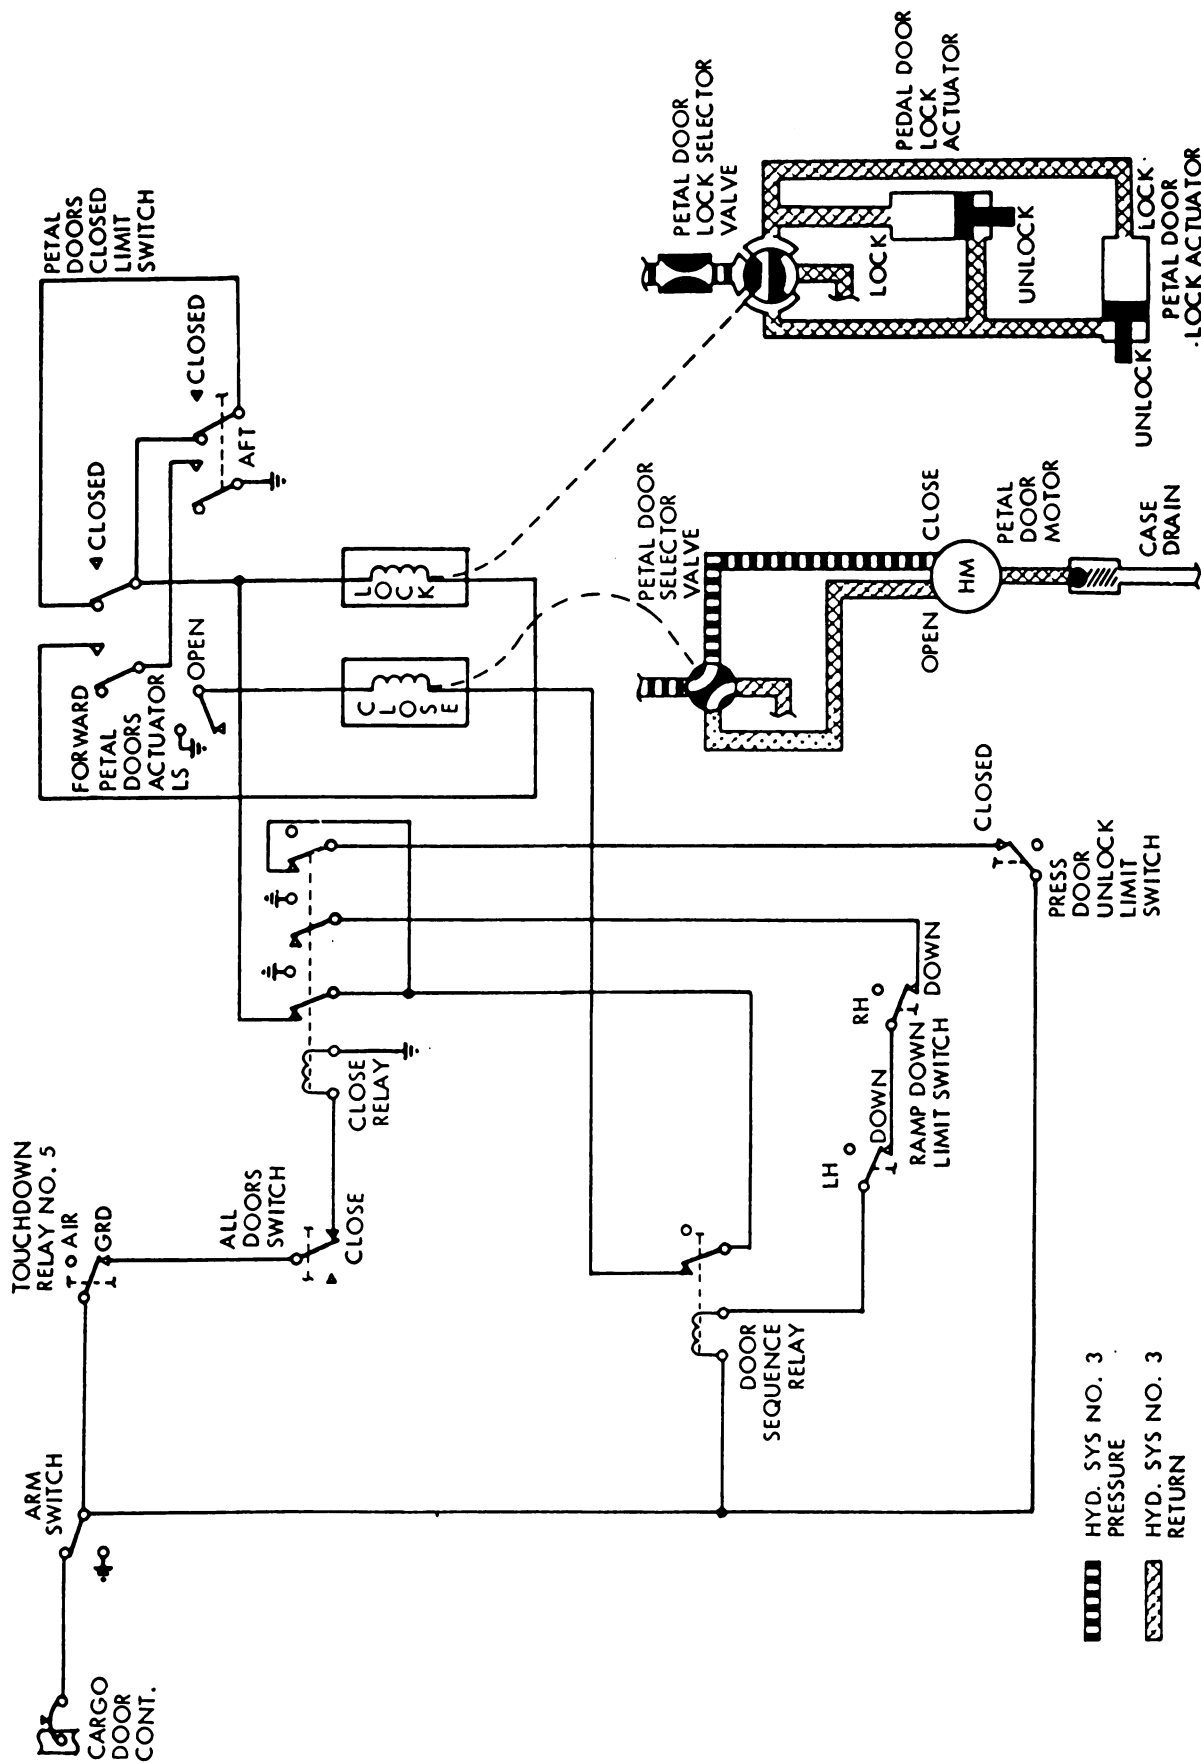 CARGO
DOOR
CONT.
ARM
SWITCH
TOUCHDOWN
RELAY NO. 5
AIR
GRD
ALL
DOORS
SWITCH
CLOSE
CLOSE
RELAY
FORWARD
PETAL
DOORS
ACTUATOR
LS
OPEN
CLOSED
AFT
CLOSED
PETAL
DOORS
CLOSED
LIMIT
SWITCH
CLOSE
LOCK
DOOR
SEQUENCE
RELAY
LH
DOWN
RH
DOWN
RAMP DOWN
LIMIT SWITCH
CLOSED
PRESS
DOOR
UNLOCK
LIMIT
SWITCH
PETAL DOOR
SELECTOR
VALVE
OPEN
CLOSE
HM
PETAL
DOOR
MOTOR
CASE
DRAIN
PETAL DOOR
LOCK SELECTOR
VALVE
LOCK
UNLOCK
PEDAL DOOR
LOCK
ACTUATOR
UNLOCK
LOCK
PETAL DOOR
LOCK ACTUATOR
HYD. SYS NO. 3
PRESSURE
HYD. SYS NO. 3
RETURN